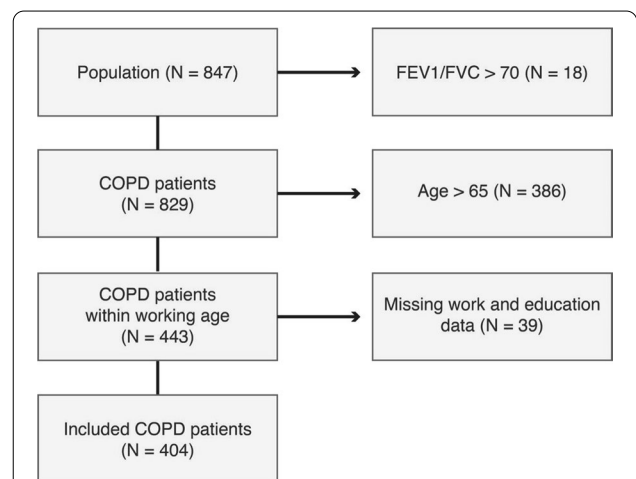 Population (N = 847)
FEV1/FVC > 70 (N = 18)
COPD patients
(N = 829)
Age > 65 (N = 386)
COPD patients
within working age
(N = 443)
Missing work and education
data (N = 39)
Included COPD patients
(N = 404)